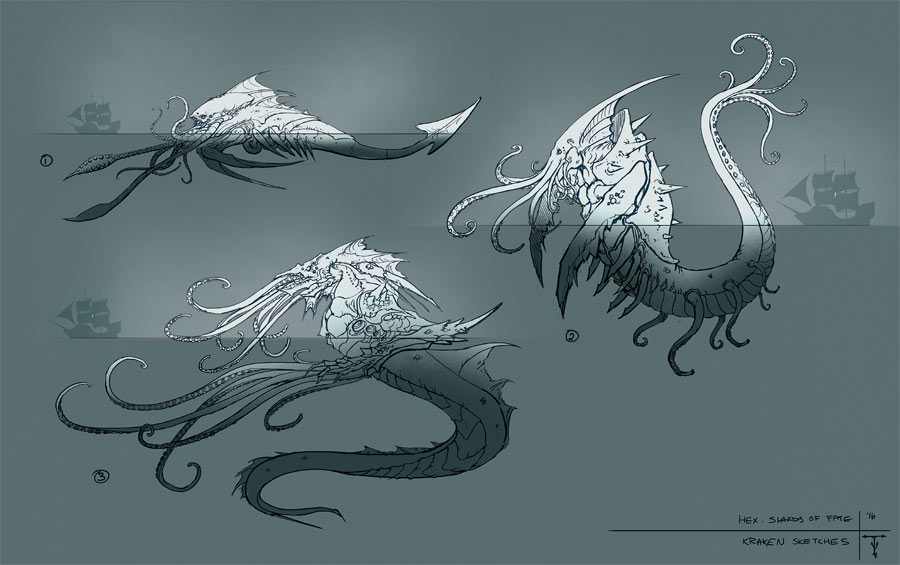 1
2
3
HEX. SHARDS OF FATE '16
KRAKEN SKETCHES